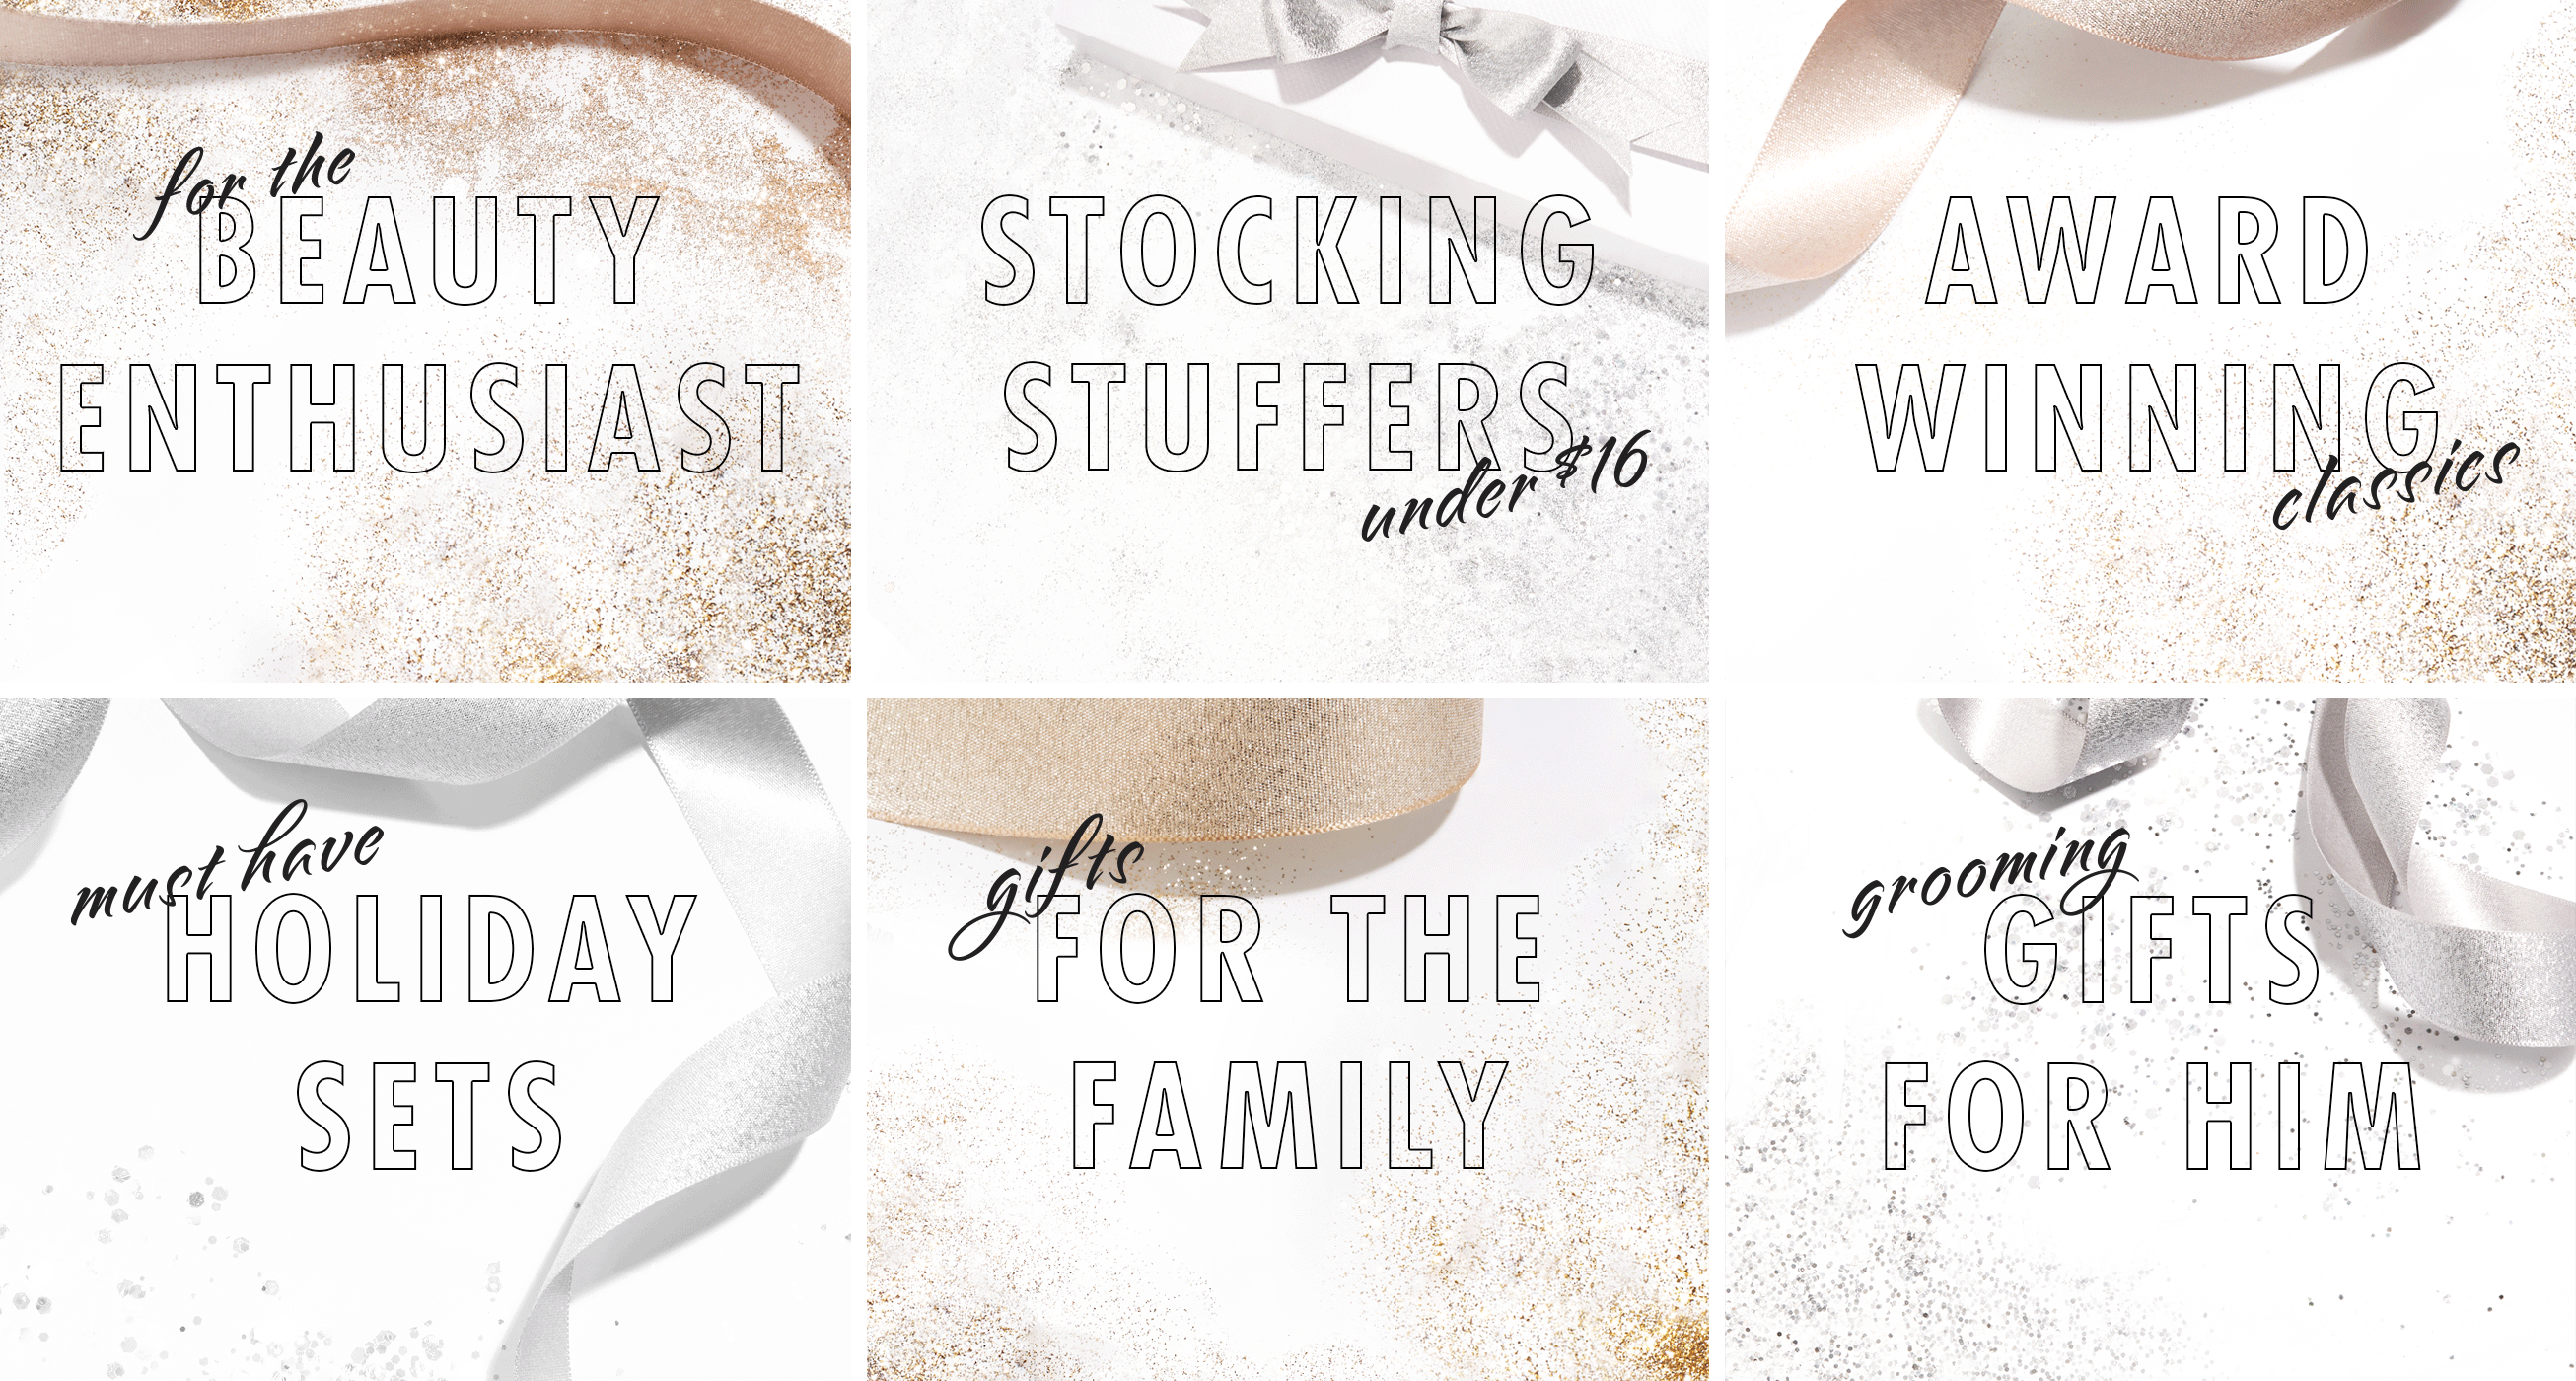 for the
BEAUTY
ENTHUSIAST
STOCKING
STUFFERS
under $16
AWARD
WINNING
classics
must have
HOLIDAY
SETS
gifts
FOR THE
FAMILY
grooming
GIFTS
FOR HIM